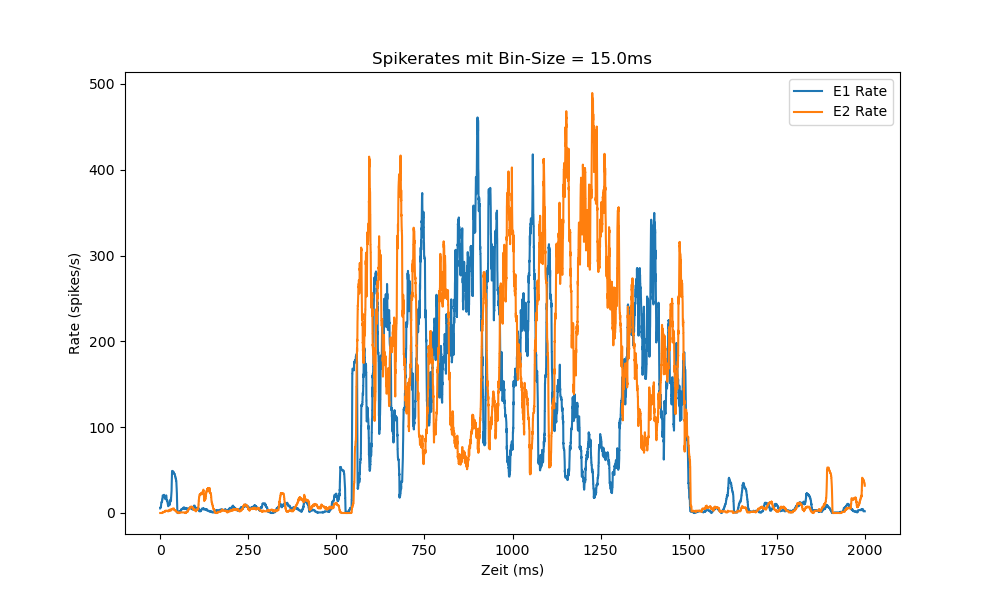 Spikerates mit Bin-Size = 15.0ms
500
400
300
200
100
0
Rate (spikes/s)
E1 Rate
E2 Rate
0 250 500 750 1000 1250 1500 1750 2000
Zeit (ms)